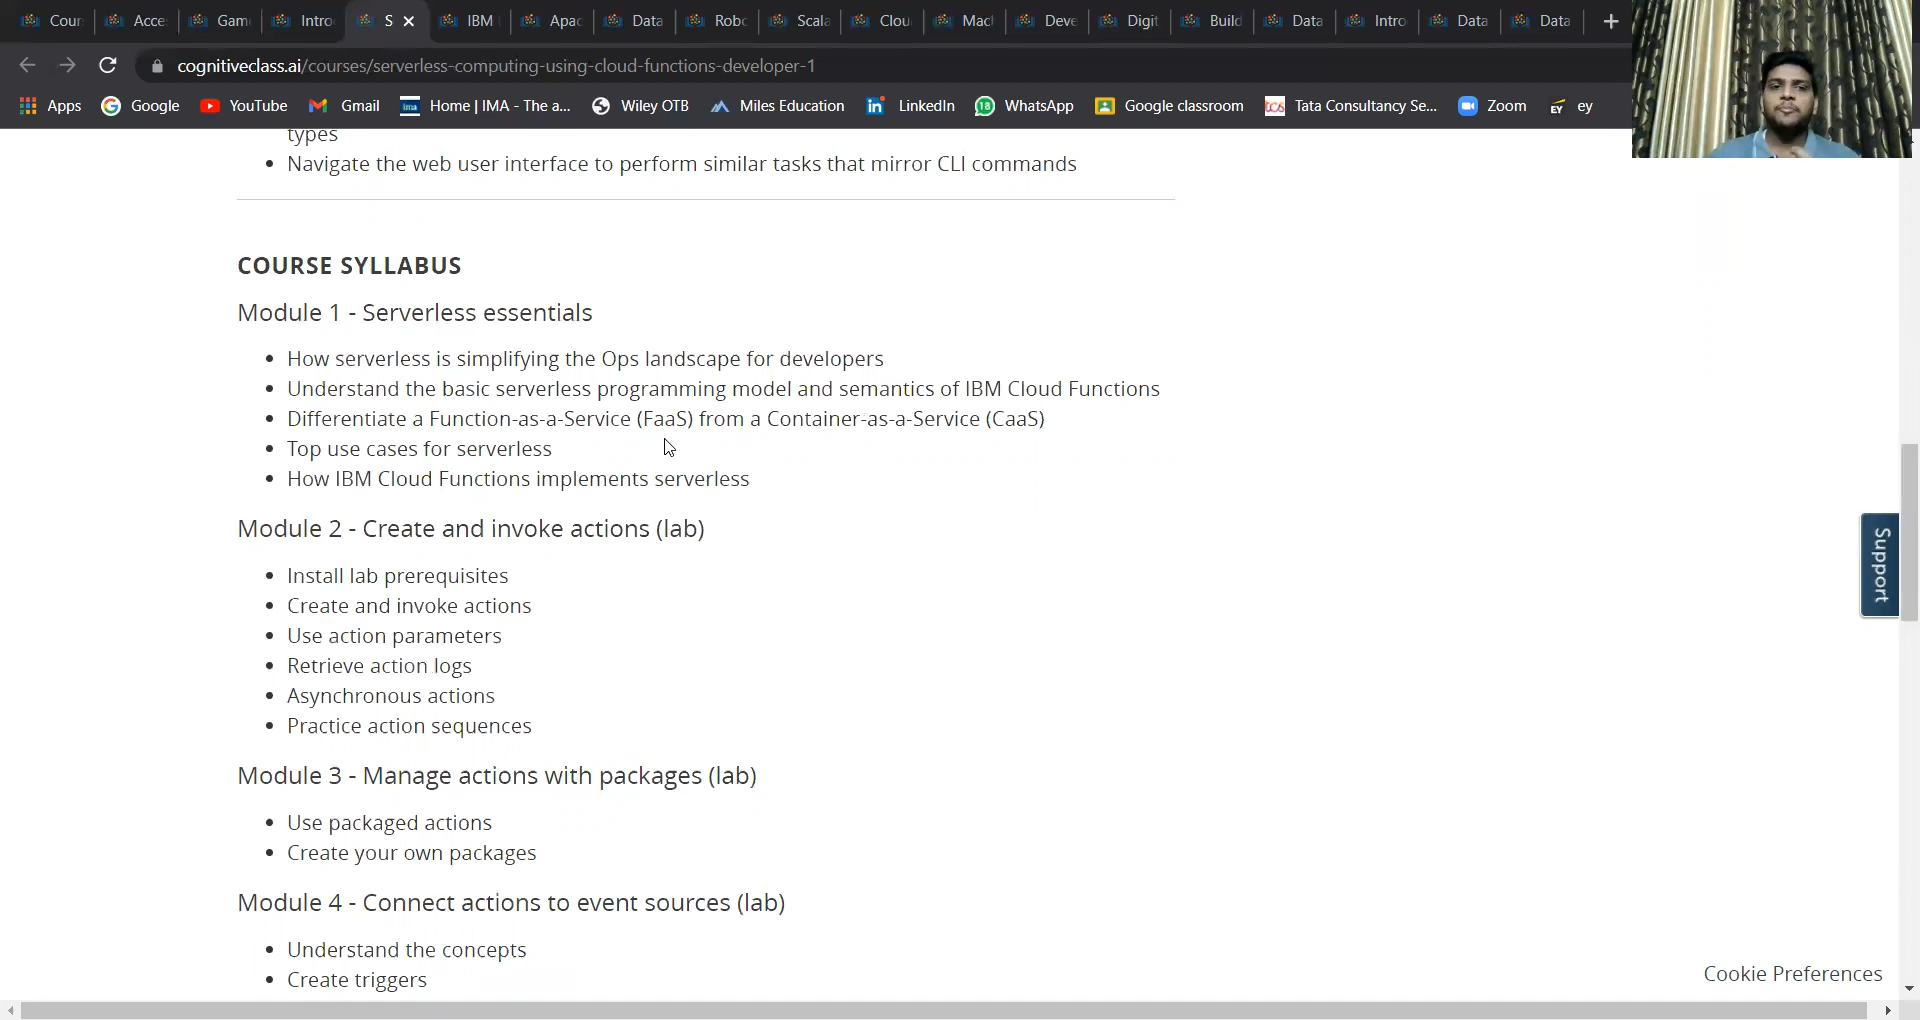 Cour
Acce
Gam
Intro
S
IBM
Apac
Data
Robo
Scala
Clou
Mach
Deve
Digit
Build
Data
Intro
Data
Data
cognitiveclass.ai/courses/serverless-computing-using-cloud-functions-developer-1
Apps
Google
YouTube
Gmail
Home | IMA - The a...
Wiley OTB
Miles Education
LinkedIn
WhatsApp
Google classroom
Tata Consultancy Se...
Zoom
ey
types
• Navigate the web user interface to perform similar tasks that mirror CLI commands
COURSE SYLLABUS
Module 1 - Serverless essentials
• How serverless is simplifying the Ops landscape for developers
• Understand the basic serverless programming model and semantics of IBM Cloud Functions
• Differentiate a Function-as-a-Service (FaaS) from a Container-as-a-Service (CaaS)
• Top use cases for serverless
• How IBM Cloud Functions implements serverless
Module 2 - Create and invoke actions (lab)
• Install lab prerequisites
• Create and invoke actions
• Use action parameters
• Retrieve action logs
• Asynchronous actions
• Practice action sequences
Module 3 - Manage actions with packages (lab)
• Use packaged actions
• Create your own packages
Module 4 - Connect actions to event sources (lab)
• Understand the concepts
• Create triggers
Support
Cookie Preferences